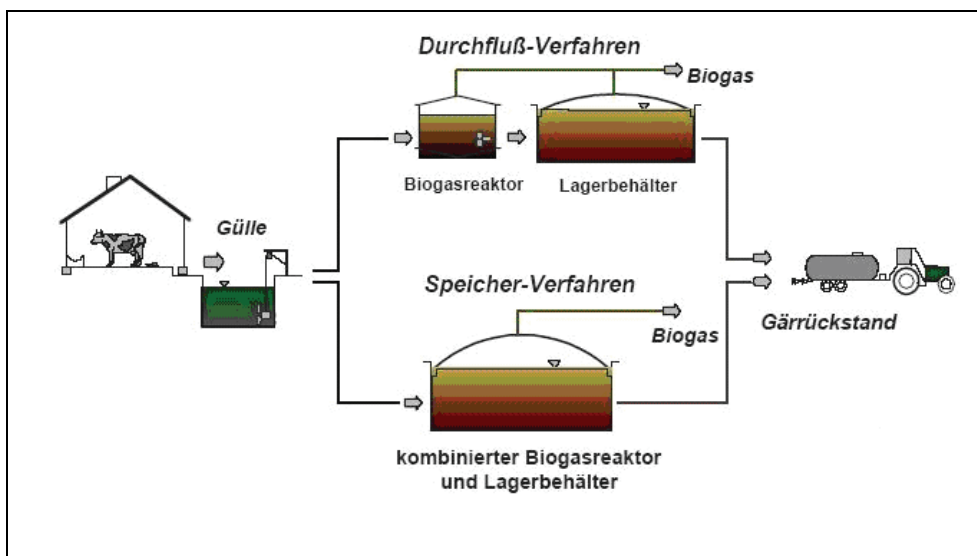 Durchfluß-Verfahren
Biogas
Biogasreaktor
Lagerbehälter
Gülle
Speicher-Verfahren
Biogas
Gärrückstand
kombinierter Biogasreaktor
und Lagerbehälter